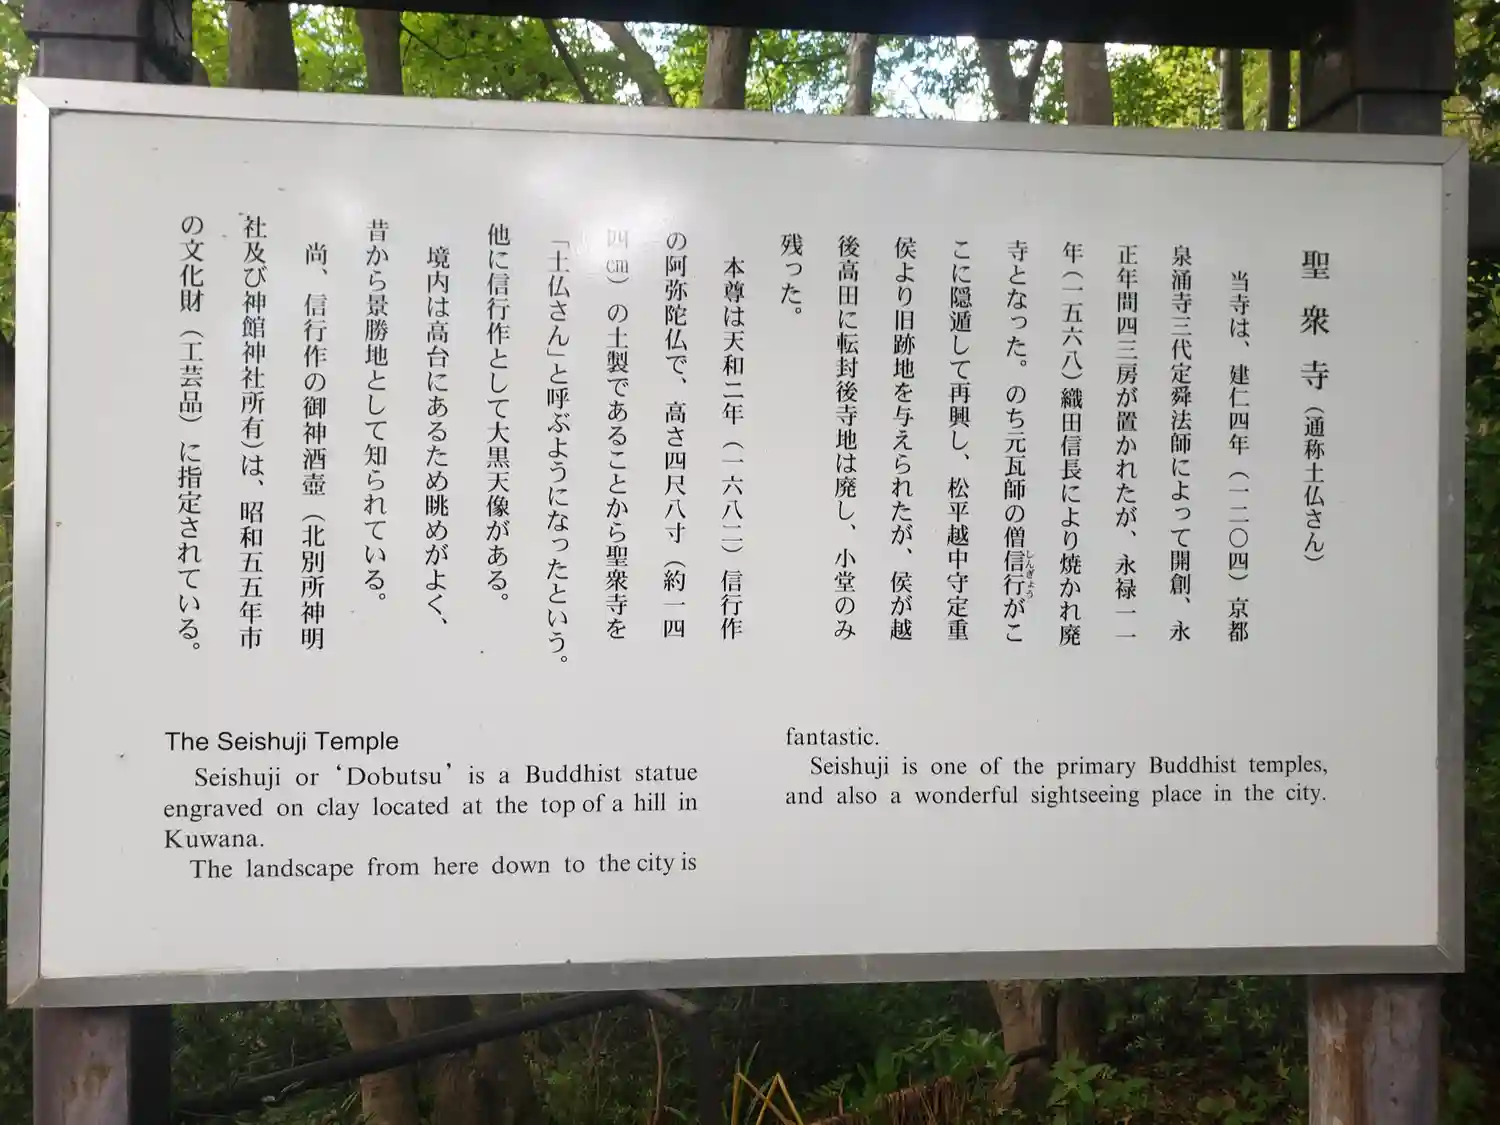 聖衆寺（通称土仏さん）
当寺は、建仁四年（一二〇四）京都
泉涌寺三代定舜法師によって開創、永
正年間四三房が置かれたが、永禄一一
年（一五六八）織田信長により焼かれ廃
寺となった。のち元瓦師の僧信行がこ
しんぎょう
こに隠遁して再興し、松平越中守定重
侯より旧跡地を与えられたが、侯が越
後高田に転封後寺地は廃し、小堂のみ
残った。
本尊は天和二年（一六八二）信行作
の阿弥陀仏で、高さ四尺八寸（約一四
四㎝）の土製であることから聖衆寺を
「土仏さん」と呼ぶようになったという。
他に信行作として大黒天像がある。
境内は高台にあるため眺めがよく、
昔から景勝地として知られている。
尚、信行作の御神酒壺（北別所神明
社及び神館神社所有）は、昭和五五年市
の文化財（工芸品）に指定されている。
The Seishuji Temple
Seishuji or ‘Dobutsu’ is a Buddhist statue
engraved on clay located at the top of a hill in
Kuwana.
The landscape from here down to the city is
fantastic.
Seishuji is one of the primary Buddhist temples,
and also a wonderful sightseeing place in the city.